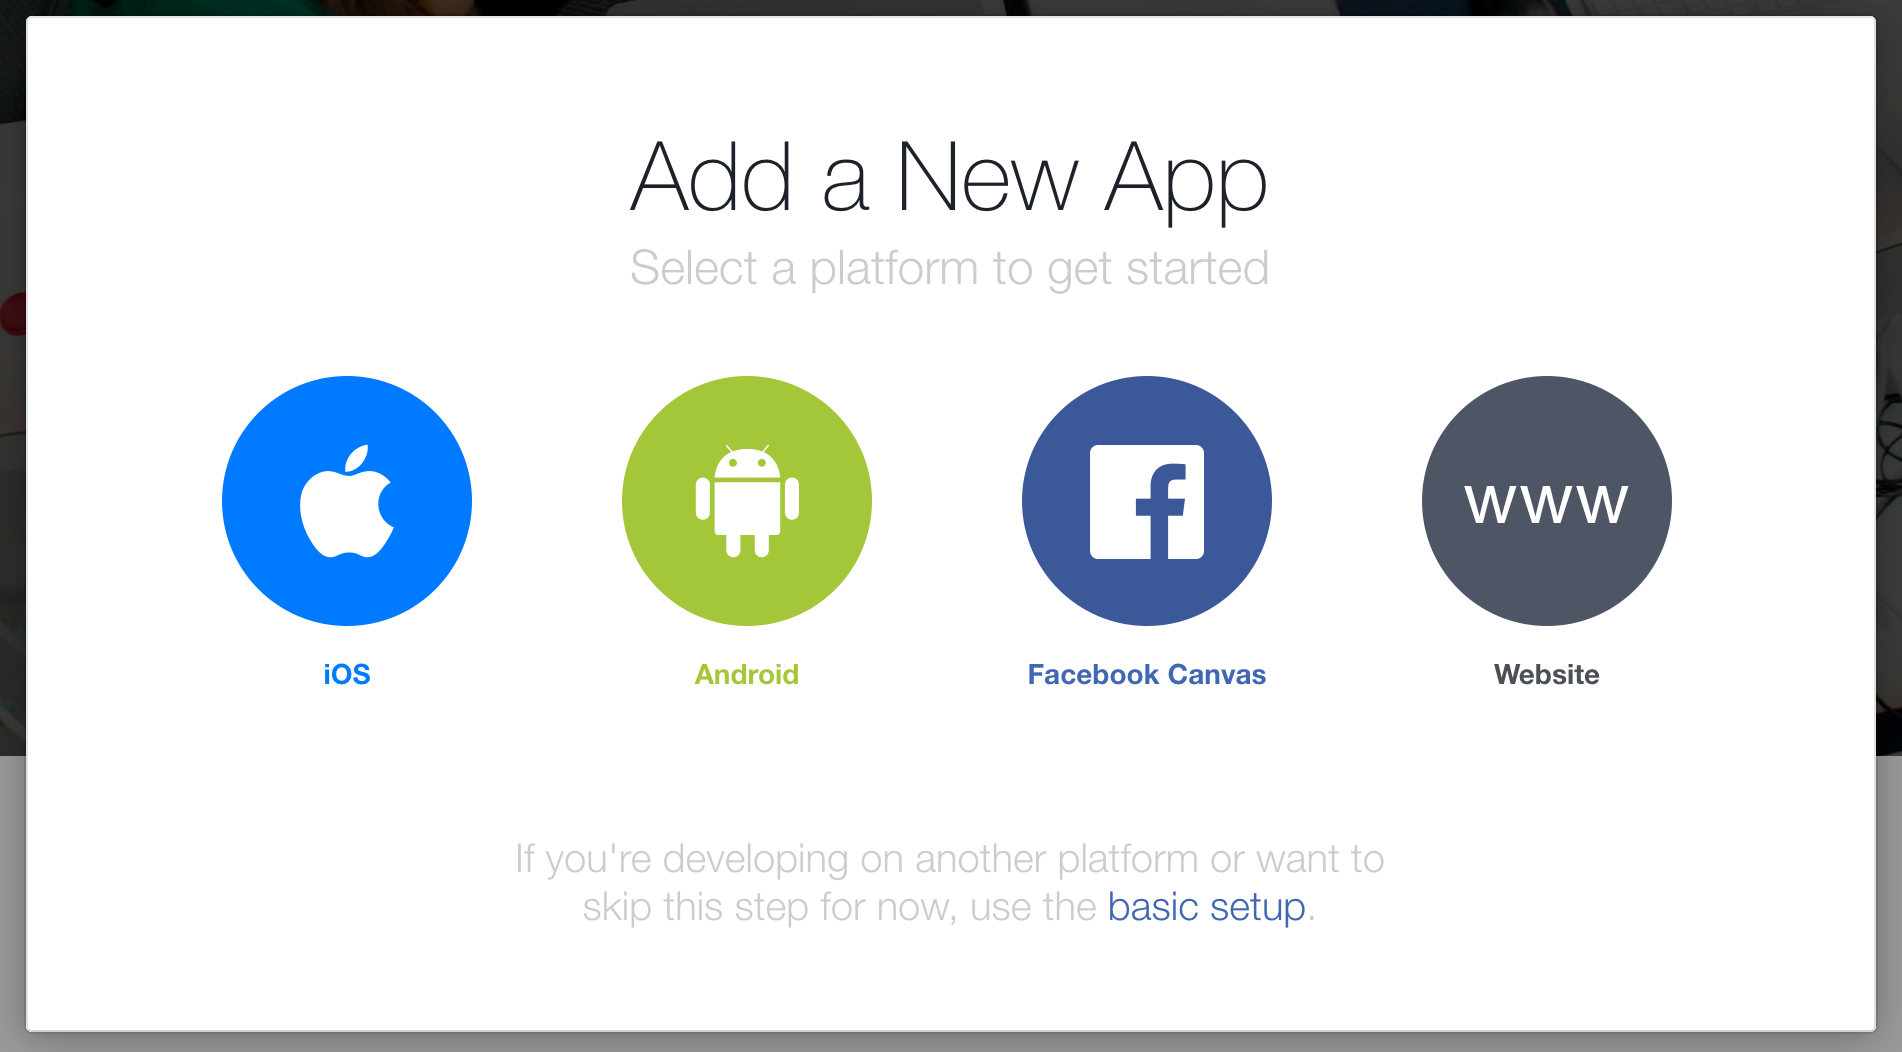 Add a New App
Select a platform to get started
www
iOS
Android
Facebook Canvas
Website
If you're developing on another platform or want to
skip this step for now, use the basic setup.